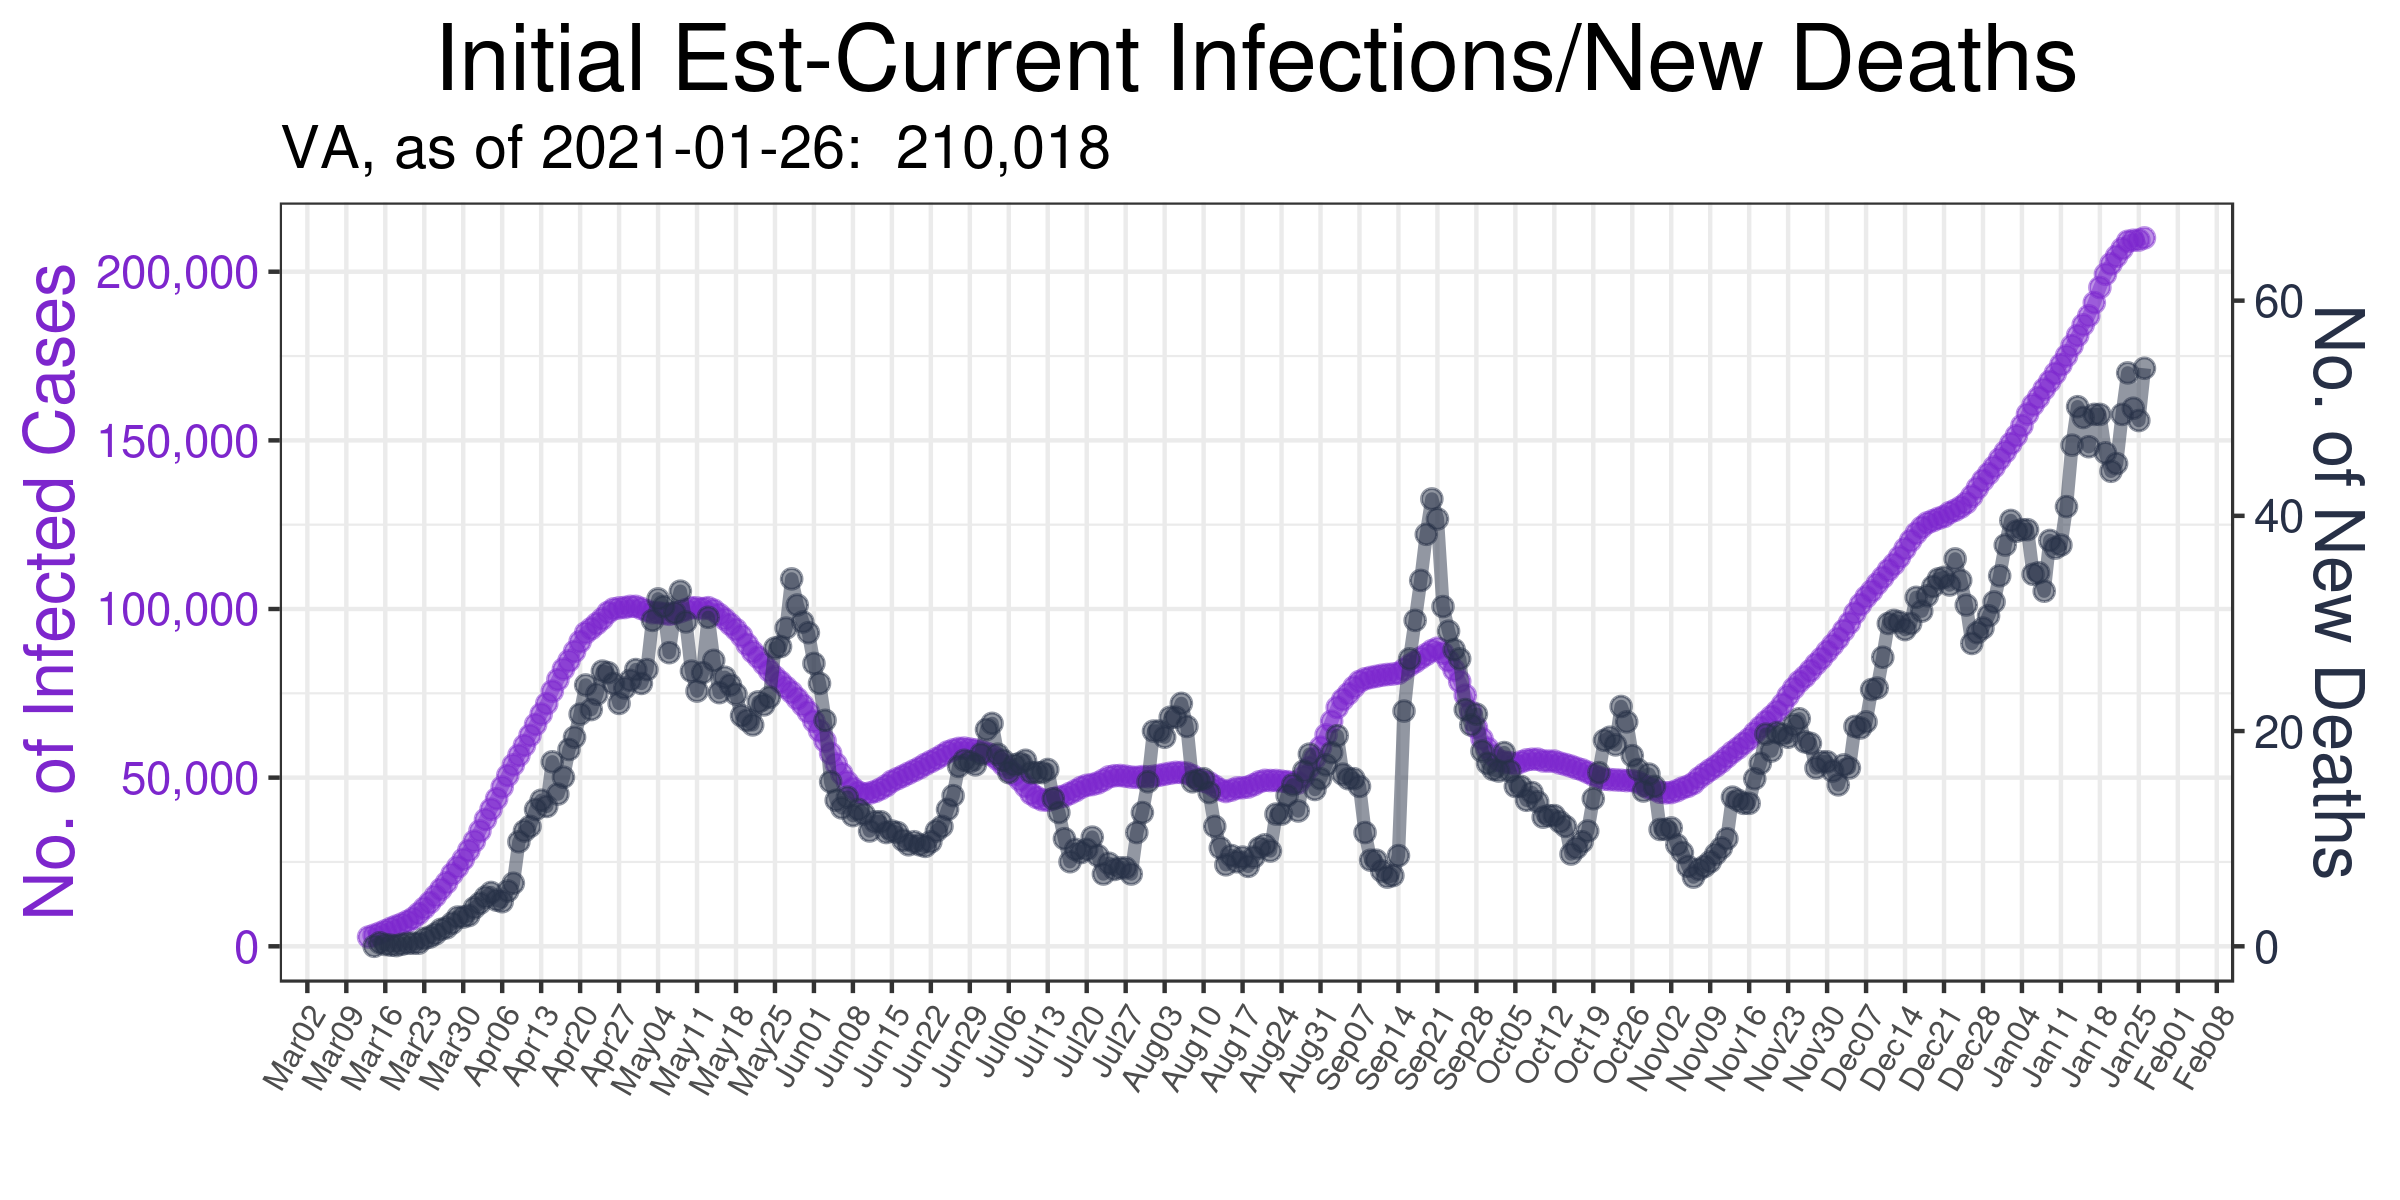 Initial Est-Current Infections/New Deaths
VA, as of 2021-01-26:  210,018
No. of Infected Cases
200,000
150,000
100,000
50,000
0
60
40
20
0
No. of New Deaths
Mar02 Mar09 Mar16 Mar23 Mar30 Apr06 Apr13 Apr20 Apr27 May04 May11 May18 May25 Jun01 Jun08 Jun15 Jun22 Jun29 Jul06 Jul13 Jul20 Jul27 Aug03 Aug10 Aug17 Aug24 Aug31 Sep07 Sep14 Sep21 Sep28 Oct05 Oct12 Oct19 Oct26 Nov02 Nov09 Nov16 Nov23 Nov30 Dec07 Dec14 Dec21 Dec28 Jan04 Jan11 Jan18 Jan25 Feb01 Feb08